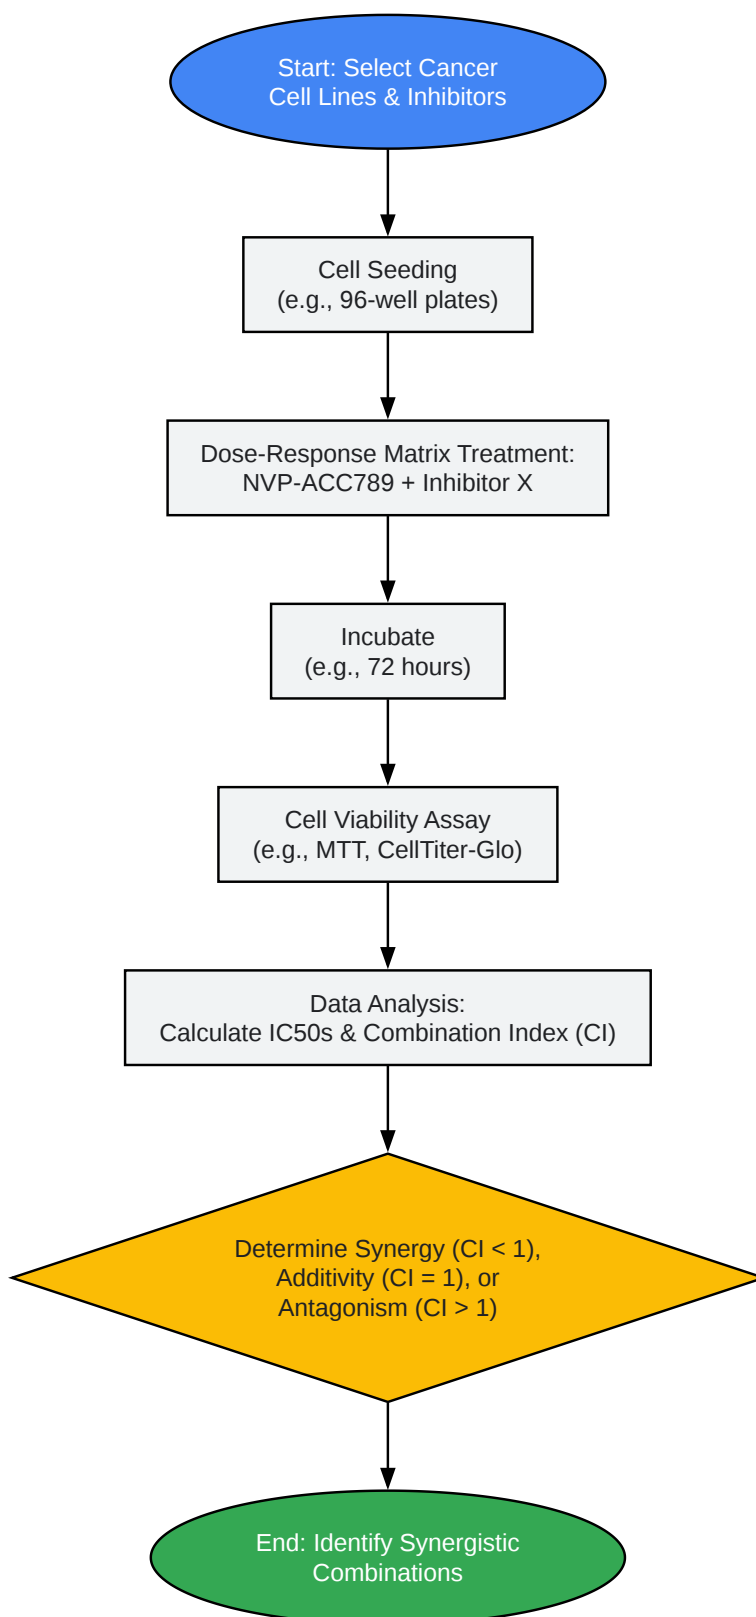 Start: Select Cancer
Cell Lines & Inhibitors
Cell Seeding
(e.g., 96-well plates)
Dose-Response Matrix Treatment:
NVP-ACC789 + Inhibitor X
Incubate
(e.g., 72 hours)
Cell Viability Assay
(e.g., MTT, CellTiter-Glo)
Data Analysis:
Calculate IC50s & Combination Index (CI)
Determine Synergy (CI < 1),
Additivity (CI = 1), or
Antagonism (CI > 1)
End: Identify Synergistic
Combinations